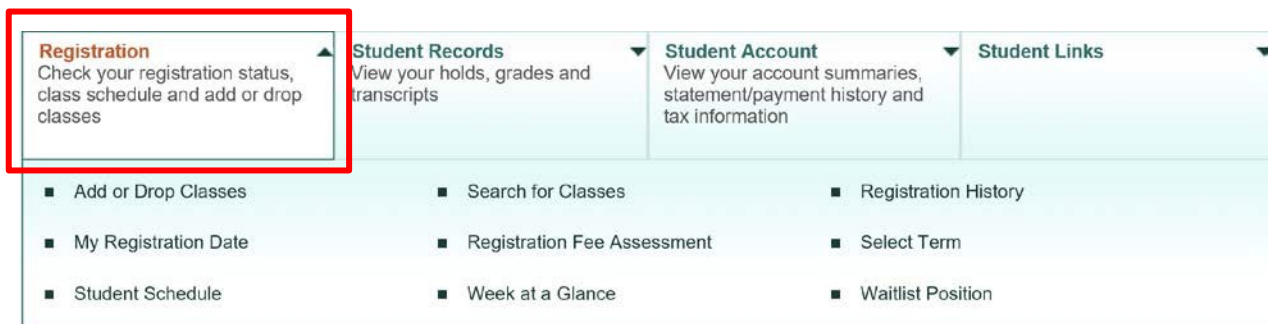 Registration
Check your registration status,
class schedule and add or drop
classes
Student Records
View your holds, grades and
transcripts
Student Account
View your account summaries,
statement/payment history and
tax information
Student Links
Add or Drop Classes
Search for Classes
Registration History
My Registration Date
Registration Fee Assessment
Select Term
Student Schedule
Week at a Glance
Waitlist Position